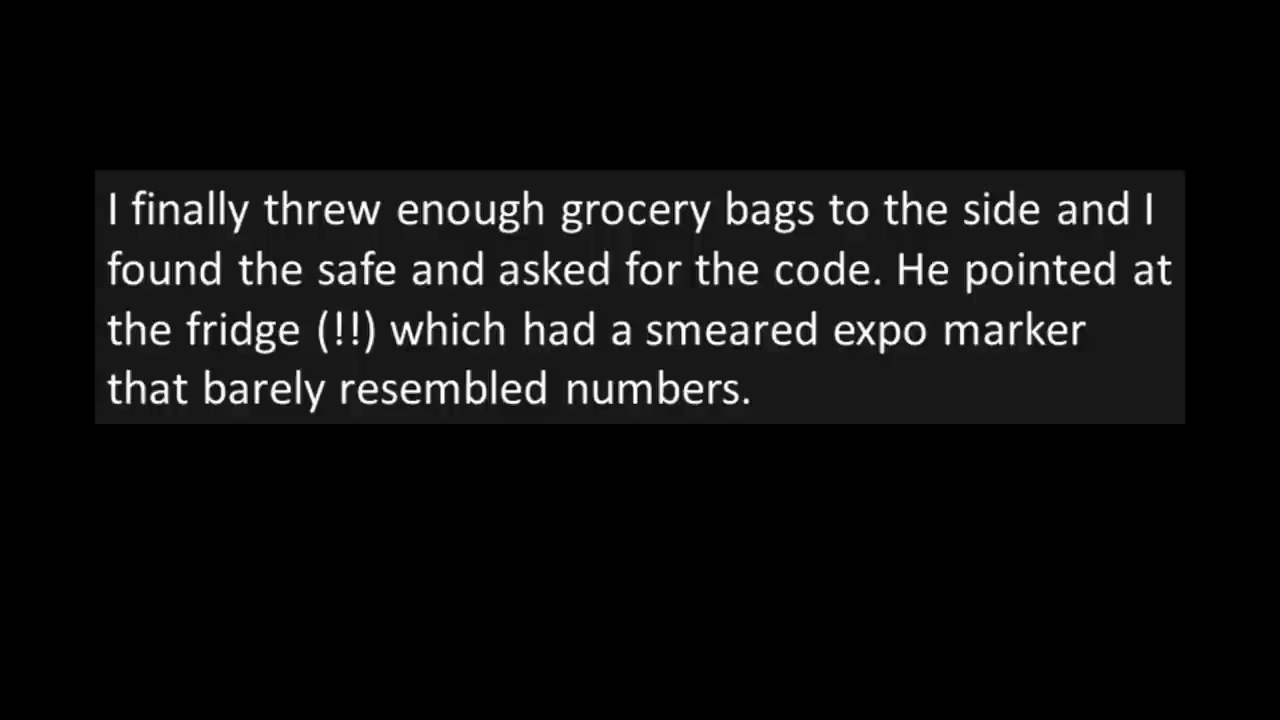 I finally threw enough grocery bags to the side and I
found the safe and asked for the code. He pointed at
the fridge (!!) which had a smeared expo marker
that barely resembled numbers.